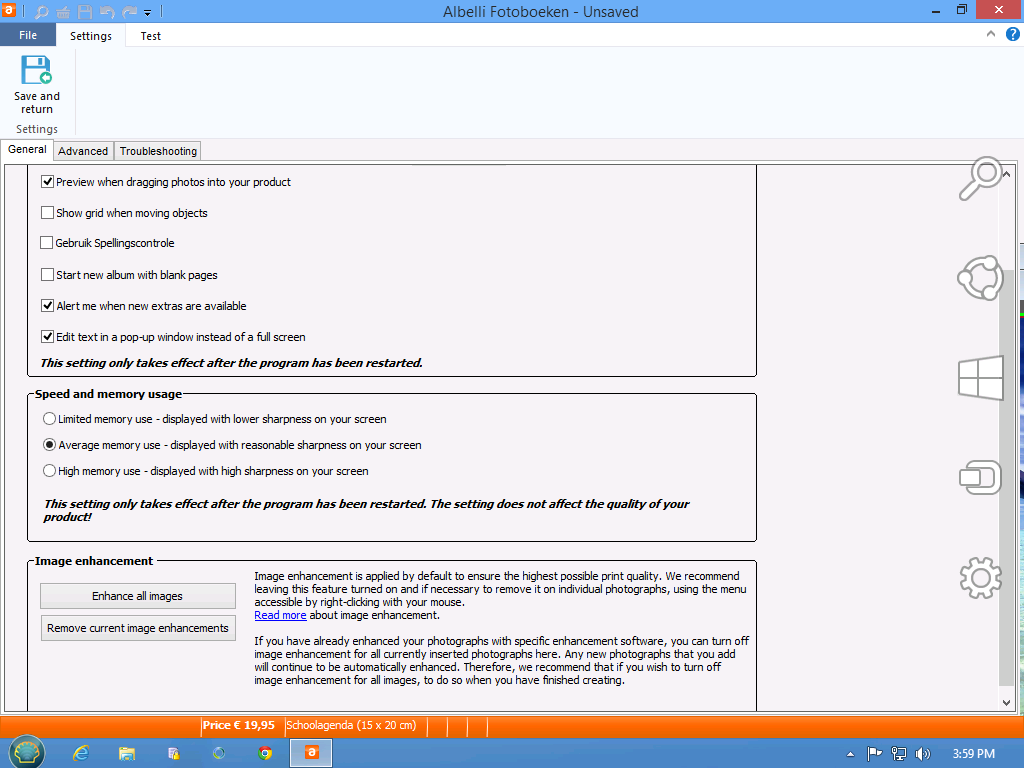 Albelli Fotoboeken - Unsaved
File
Settings
Test
Save and
return
Settings
General
Advanced
Troubleshooting
Preview when dragging photos into your product
Show grid when moving objects
Gebruik Spellingscontrole
Start new album with blank pages
Alert me when new extras are available
Edit text in a pop-up window instead of a full screen
This setting only takes effect after the program has been restarted.
Speed and memory usage
Limited memory use - displayed with lower sharpness on your screen
Average memory use - displayed with reasonable sharpness on your screen
High memory use - displayed with high sharpness on your screen
This setting only takes effect after the program has been restarted. The setting does not affect the quality of your
product!
Image enhancement
Enhance all images
Remove current image enhancements
Image enhancement is applied by default to ensure the highest possible print quality. We recommend
leaving this feature turned on and if necessary to remove it on individual photographs, using the menu
accessible by right-clicking with your mouse.
Read more about image enhancement.
If you have already enhanced your photographs with specific enhancement software, you can turn off
image enhancement for all currently inserted photographs here. Any new photographs that you add
will continue to be automatically enhanced. Therefore, we recommend that if you wish to turn off
image enhancement for all images, to do so when you have finished creating.
Price € 19,95
Schoolagenda (15 x 20 cm)
3:59 PM